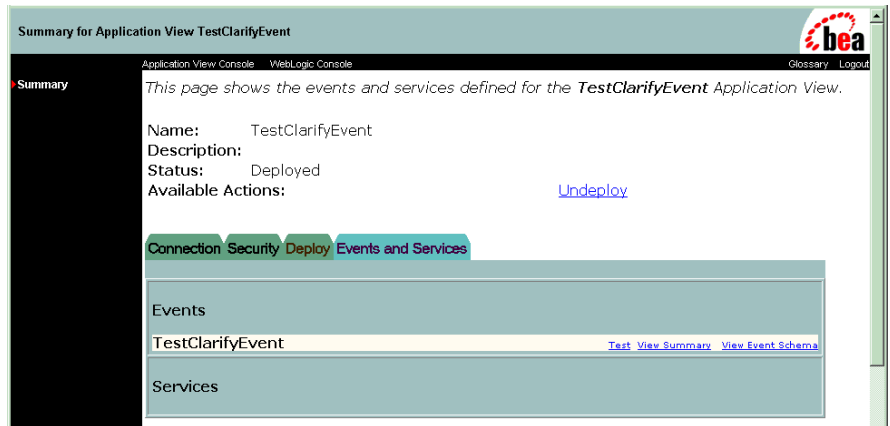 Summary for Application View TestClarifyEvent
bea
Application View Console WebLogic Console Glossary Logout
Summary
This page shows the events and services defined for the TestClarifyEvent Application View.
Name: TestClarifyEvent
Description:
Status: Deployed
Available Actions: Undeploy
Connection Security Deploy Events and Services
Events
TestClarifyEvent Test View Summary View Event Schema
Services